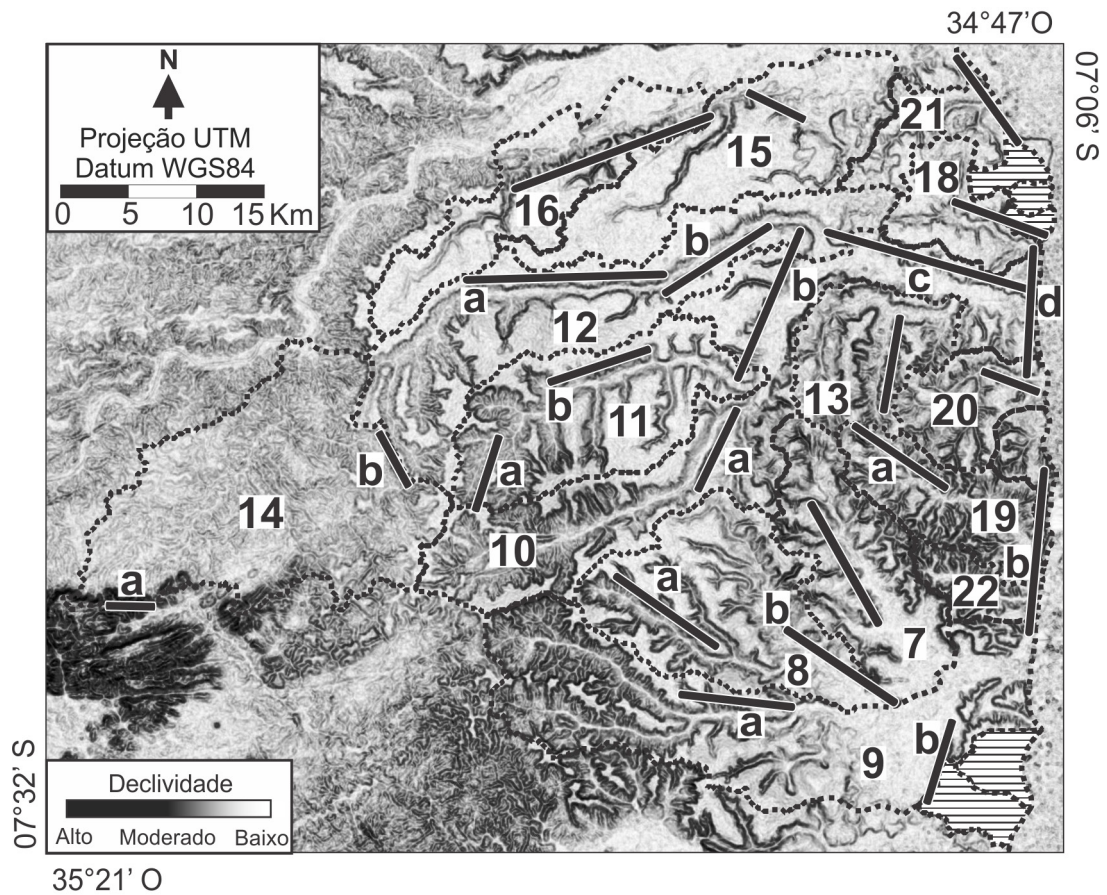 34°47'O
07°06' S
N
Projeção UTM
Datum WGS84
0 5 10 15 Km
21
15
18
16
b
c
a
b
d
12
13
20
11
b
a
a
b
14
19
10
b
a
a
22
b
7
8
a
b
9
Declividade
Alto Moderado Baixo
07°32' S
35°21' O